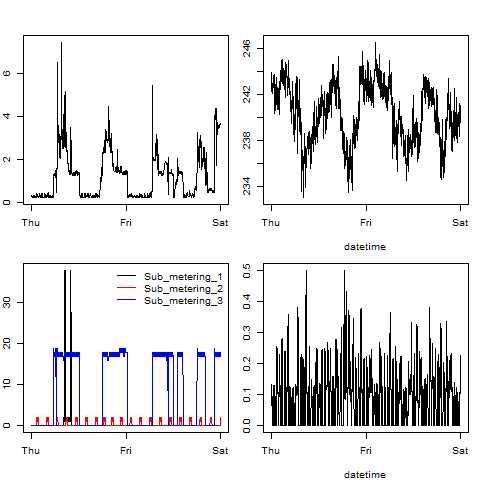 6
4
2
0
Thu Fri Sat
246
242
238
234
Thu Fri Sat
datetime
30
20
10
0
Sub_metering_1
Sub_metering_2
Sub_metering_3
Thu Fri Sat
0.5
0.4
0.3
0.2
0.1
0.0
Thu Fri Sat
datetime